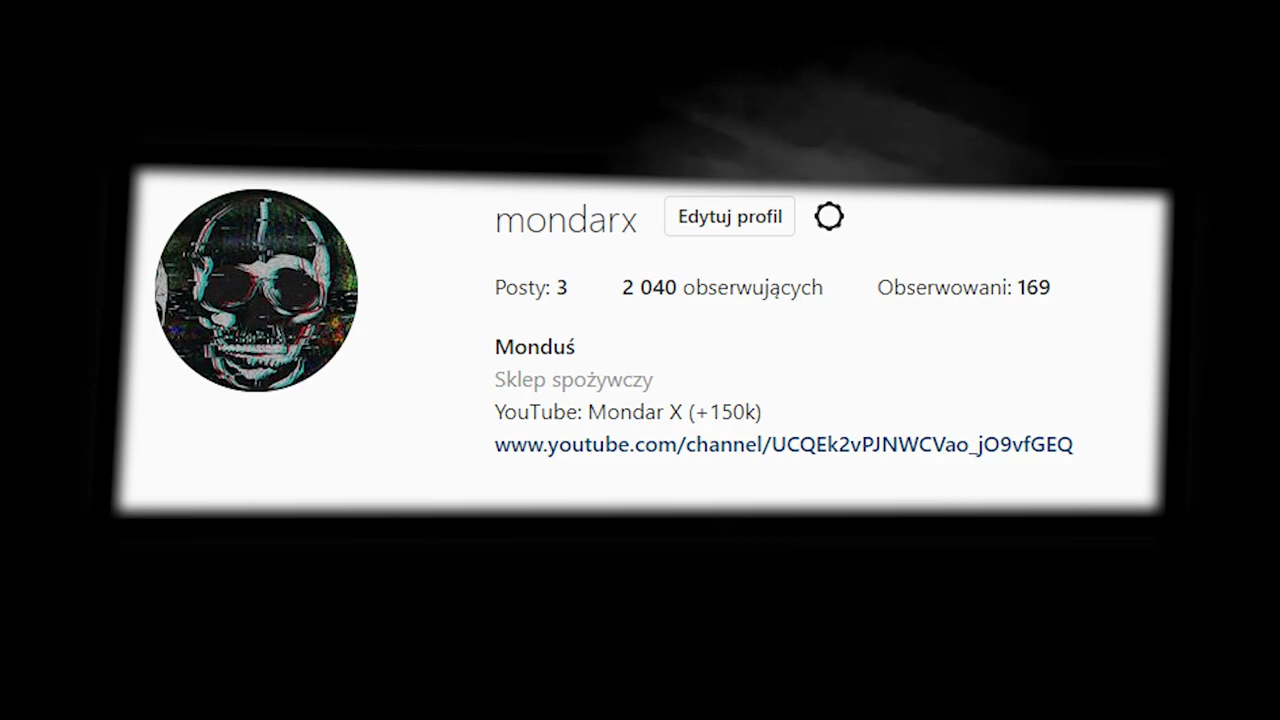 mondarx Edytuj profil
Posty: 3 2 040 obserwujących Obserwowani: 169
Monduś
Sklep spożywczy
YouTube: Mondar X (+150k)
www.youtube.com/channel/UCQEk2vPJNWCVao_jO9vfGEQ